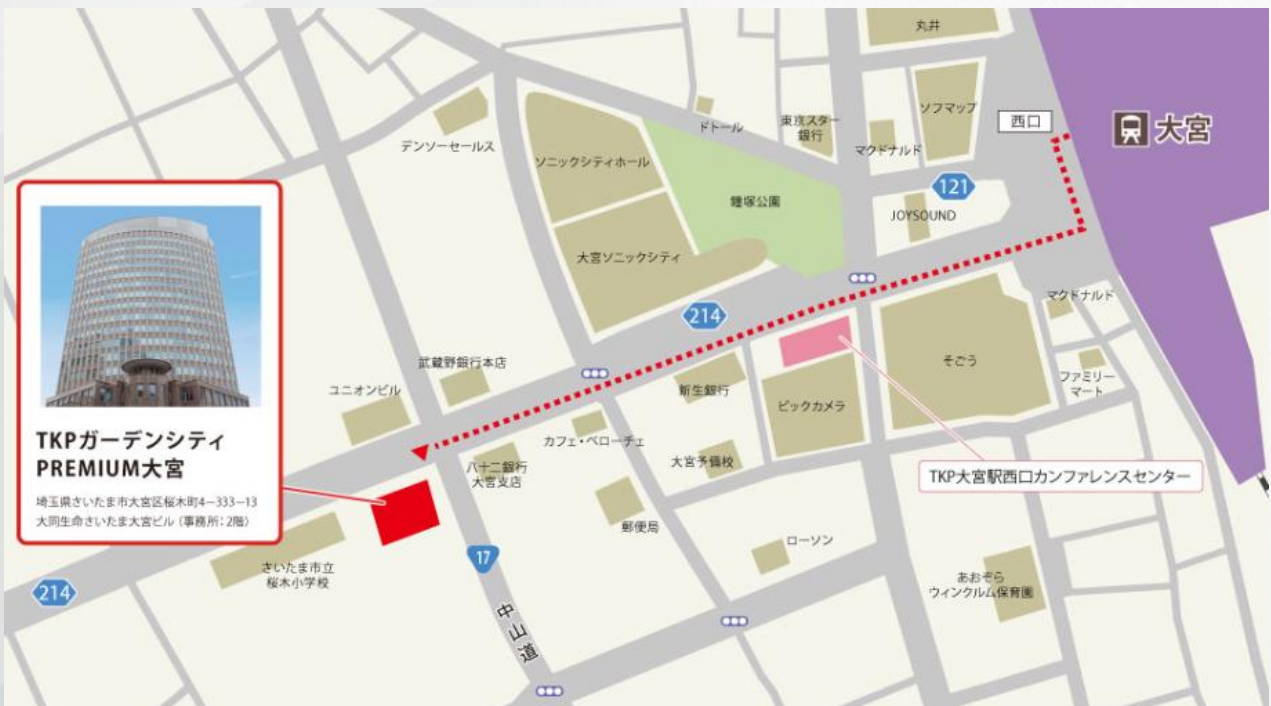 丸井
ソフマップ
西口
大宮
ドトール
東京スター
銀行
マクドナルド
121
JOYSOUND
デンソーセールス
ソニックシティホール
鐘塚公園
大宮ソニックシティ
214
マクドナルド
そごう
ファミリー
マート
武蔵野銀行本店
ユニオンビル
新生銀行
ビックカメラ
カフェ・ベローチェ
大宮予備校
八十二銀行
大宮支店
TKP大宮駅西口カンファレンスセンター
TKPガーデンシティ
PREMIUM大宮
埼玉県さいたま市大宮区桜木町4−333−13
大同生命さいたま大宮ビル（事務所：2階）
郵便局
ローソン
さいたま市立
桜木小学校
17
214
あおぞら
ウィンクルム保育園
中山道